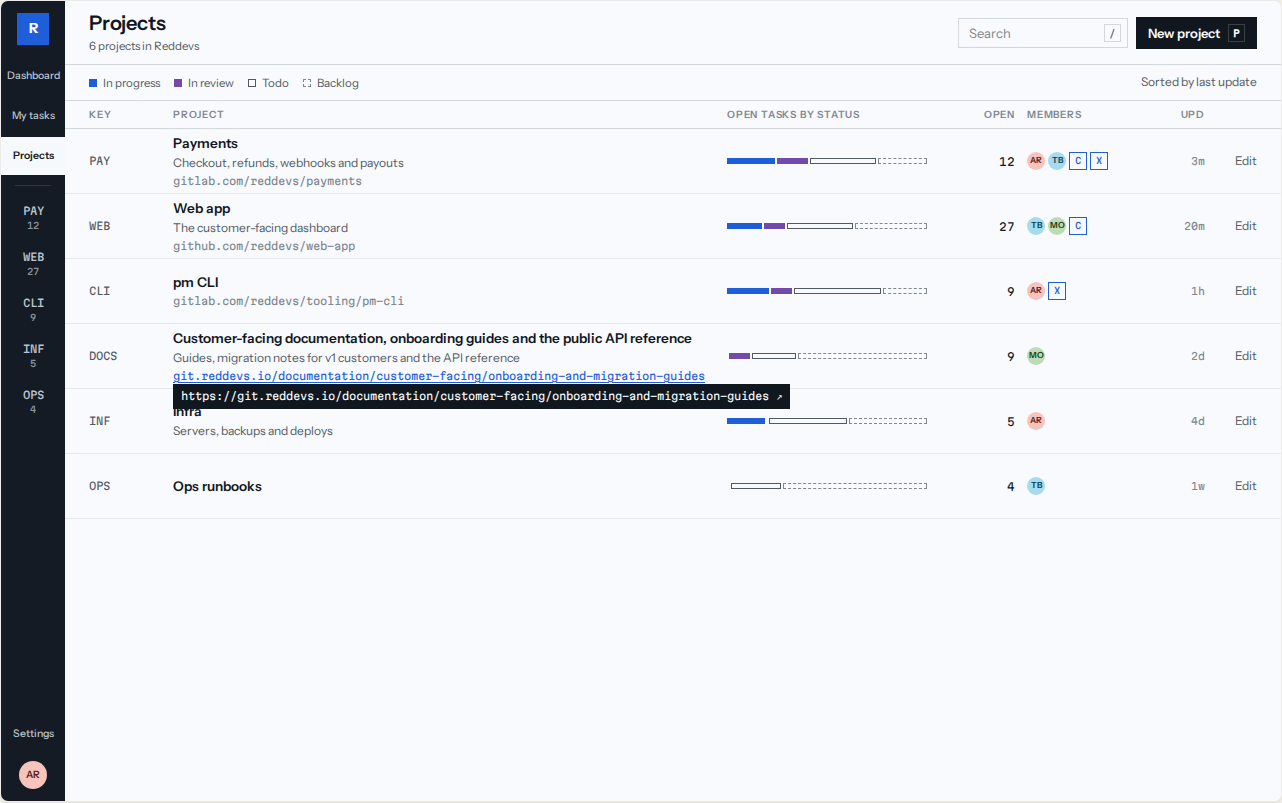 R
Dashboard
My tasks
Projects
PAY
12
WEB
27
CLI
9
INF
5
OPS
4
Settings
AR
Projects
6 projects in Reddevs
Search /
New project P
In progress In review Todo Backlog
Sorted by last update
KEY PROJECT OPEN TASKS BY STATUS OPEN MEMBERS UPD
Payments
PAY Checkout, refunds, webhooks and payouts 12 AR TB C X 3m Edit
gitlab.com/reddevs/payments
Web app
WEB The customer-facing dashboard 27 TB MO C 20m Edit
github.com/reddevs/web-app
pm CLI
CLI 9 AR X 1h Edit
gitlab.com/reddevs/tooling/pm-cli
Customer-facing documentation, onboarding guides and the public API reference
DOCS Guides, migration notes for v1 customers and the API reference 9 MO 2d Edit
git.reddevs.io/documentation/customer-facing/onboarding-and-migration-guides
https://git.reddevs.io/documentation/customer-facing/onboarding-and-migration-guides ↗
Infra
INF 5 AR 4d Edit
Servers, backups and deploys
OPS Ops runbooks 4 TB 1w Edit